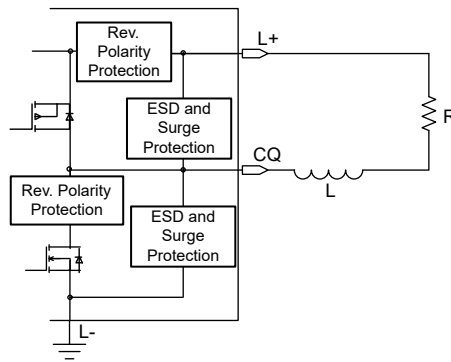 Rev.
Polarity
Protection
L+
ESD and
Surge
Protection
R
CQ
L
Rev. Polarity
Protection
ESD and
Surge
Protection
L-